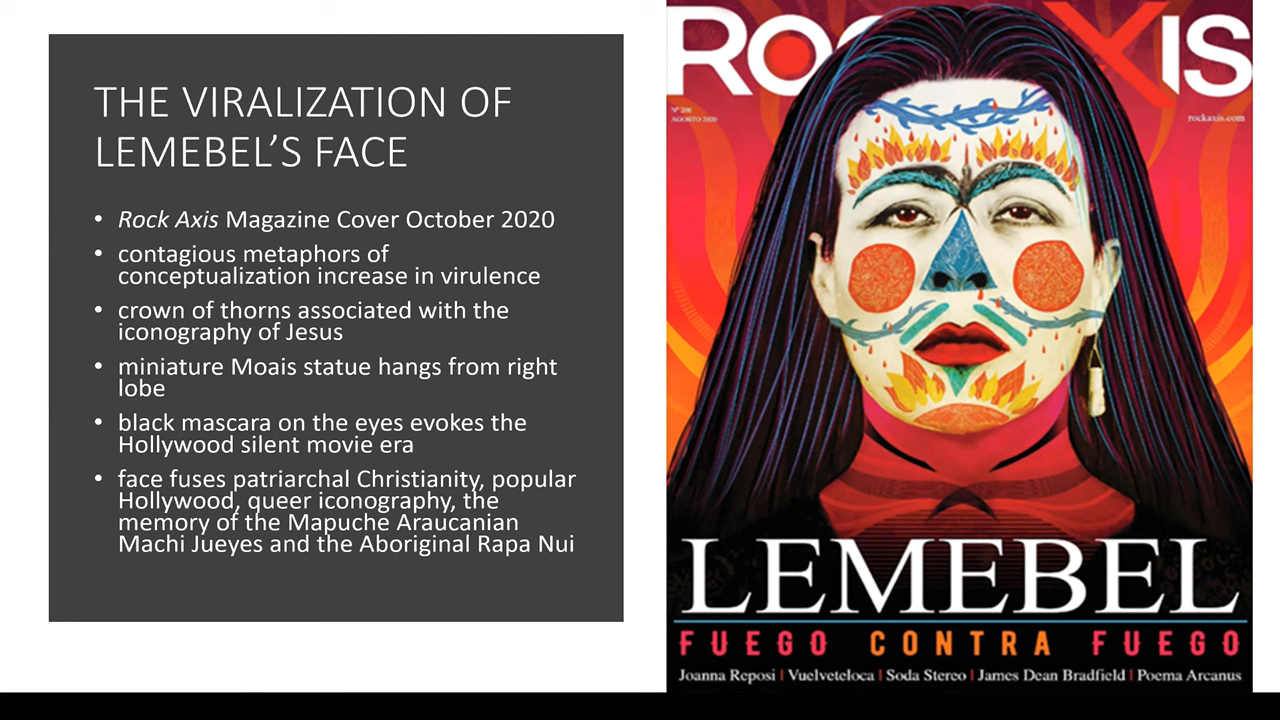 THE VIRALIZATION OF
LEMEBEL’S FACE
• Rock Axis Magazine Cover October 2020
• contagious metaphors of
conceptualization increase in virulence
• crown of thorns associated with the
iconography of Jesus
• miniature Moais statue hangs from right
lobe
• black mascara on the eyes evokes the
Hollywood silent movie era
• face fuses patriarchal Christianity, popular
Hollywood, queer iconography, the
memory of the Mapuche Araucanian
Machi Jueyes and the Aboriginal Rapa Nui
ROCKAXIS
AGOSTO 2020
rockaxis.com
LEMEBEL
FUEGO CONTRA FUEGO
Joanna Reposi | Vuelveteloca | Soda Stereo | James Dean Bradfield | Poema Arcanus